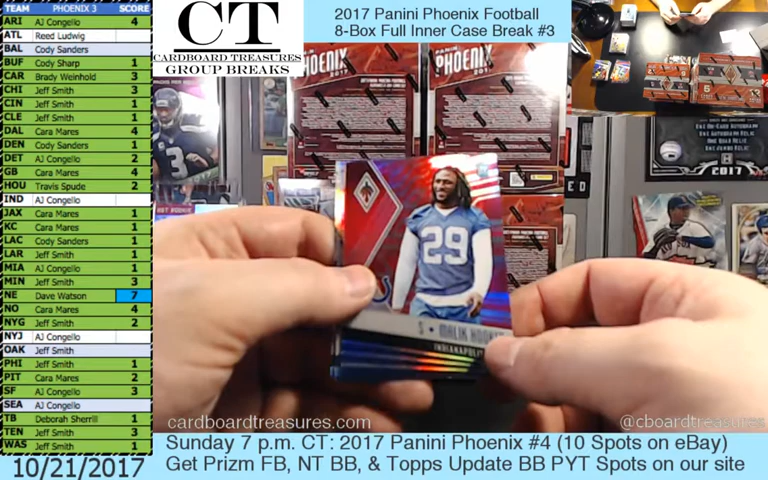 TEAM PHOENIX 3 SCORE
ARI AJ Congello 4
ATL Reed Ludwig
BAL Cody Sanders
BUF Cody Sharp 1
CAR Brady Weinhold 3
CHI Jeff Smith 3
CIN Jeff Smith 1
CLE Jeff Smith 1
DAL Cara Mares 4
DEN Cody Sanders 1
DET AJ Congello 2
GB Cara Mares 4
HOU Travis Spude 2
IND AJ Congello
JAX Cara Mares 1
KC Cara Mares 1
LAC Cody Sanders 1
LAR Jeff Smith 1
MIA AJ Congello 1
MIN Jeff Smith 3
NE Dave Watson 7
NO Cara Mares 4
NYG Jeff Smith 2
NYJ AJ Congello
OAK Jeff Smith
PHI Jeff Smith 1
PIT Cara Mares 2
SF AJ Congello 3
SEA AJ Congello
TB Deborah Sherrill 1
TEN Jeff Smith 3
WAS Jeff Smith 1
10/21/2017
CT
CARDBOARD TREASURES
GROUP BREAKS
2017 Panini Phoenix Football
8-Box Full Inner Case Break #3
PHOENIX
2017
PHOENIX
2017
2017
29
S • MALIK
INDIANAPOLIS
cardboardtreasures.com
@cboardtreasures
Sunday 7 p.m. CT: 2017 Panini Phoenix #4 (10 Spots on eBay)
Get Prizm FB, NT BB, & Topps Update BB PYT Spots on our site